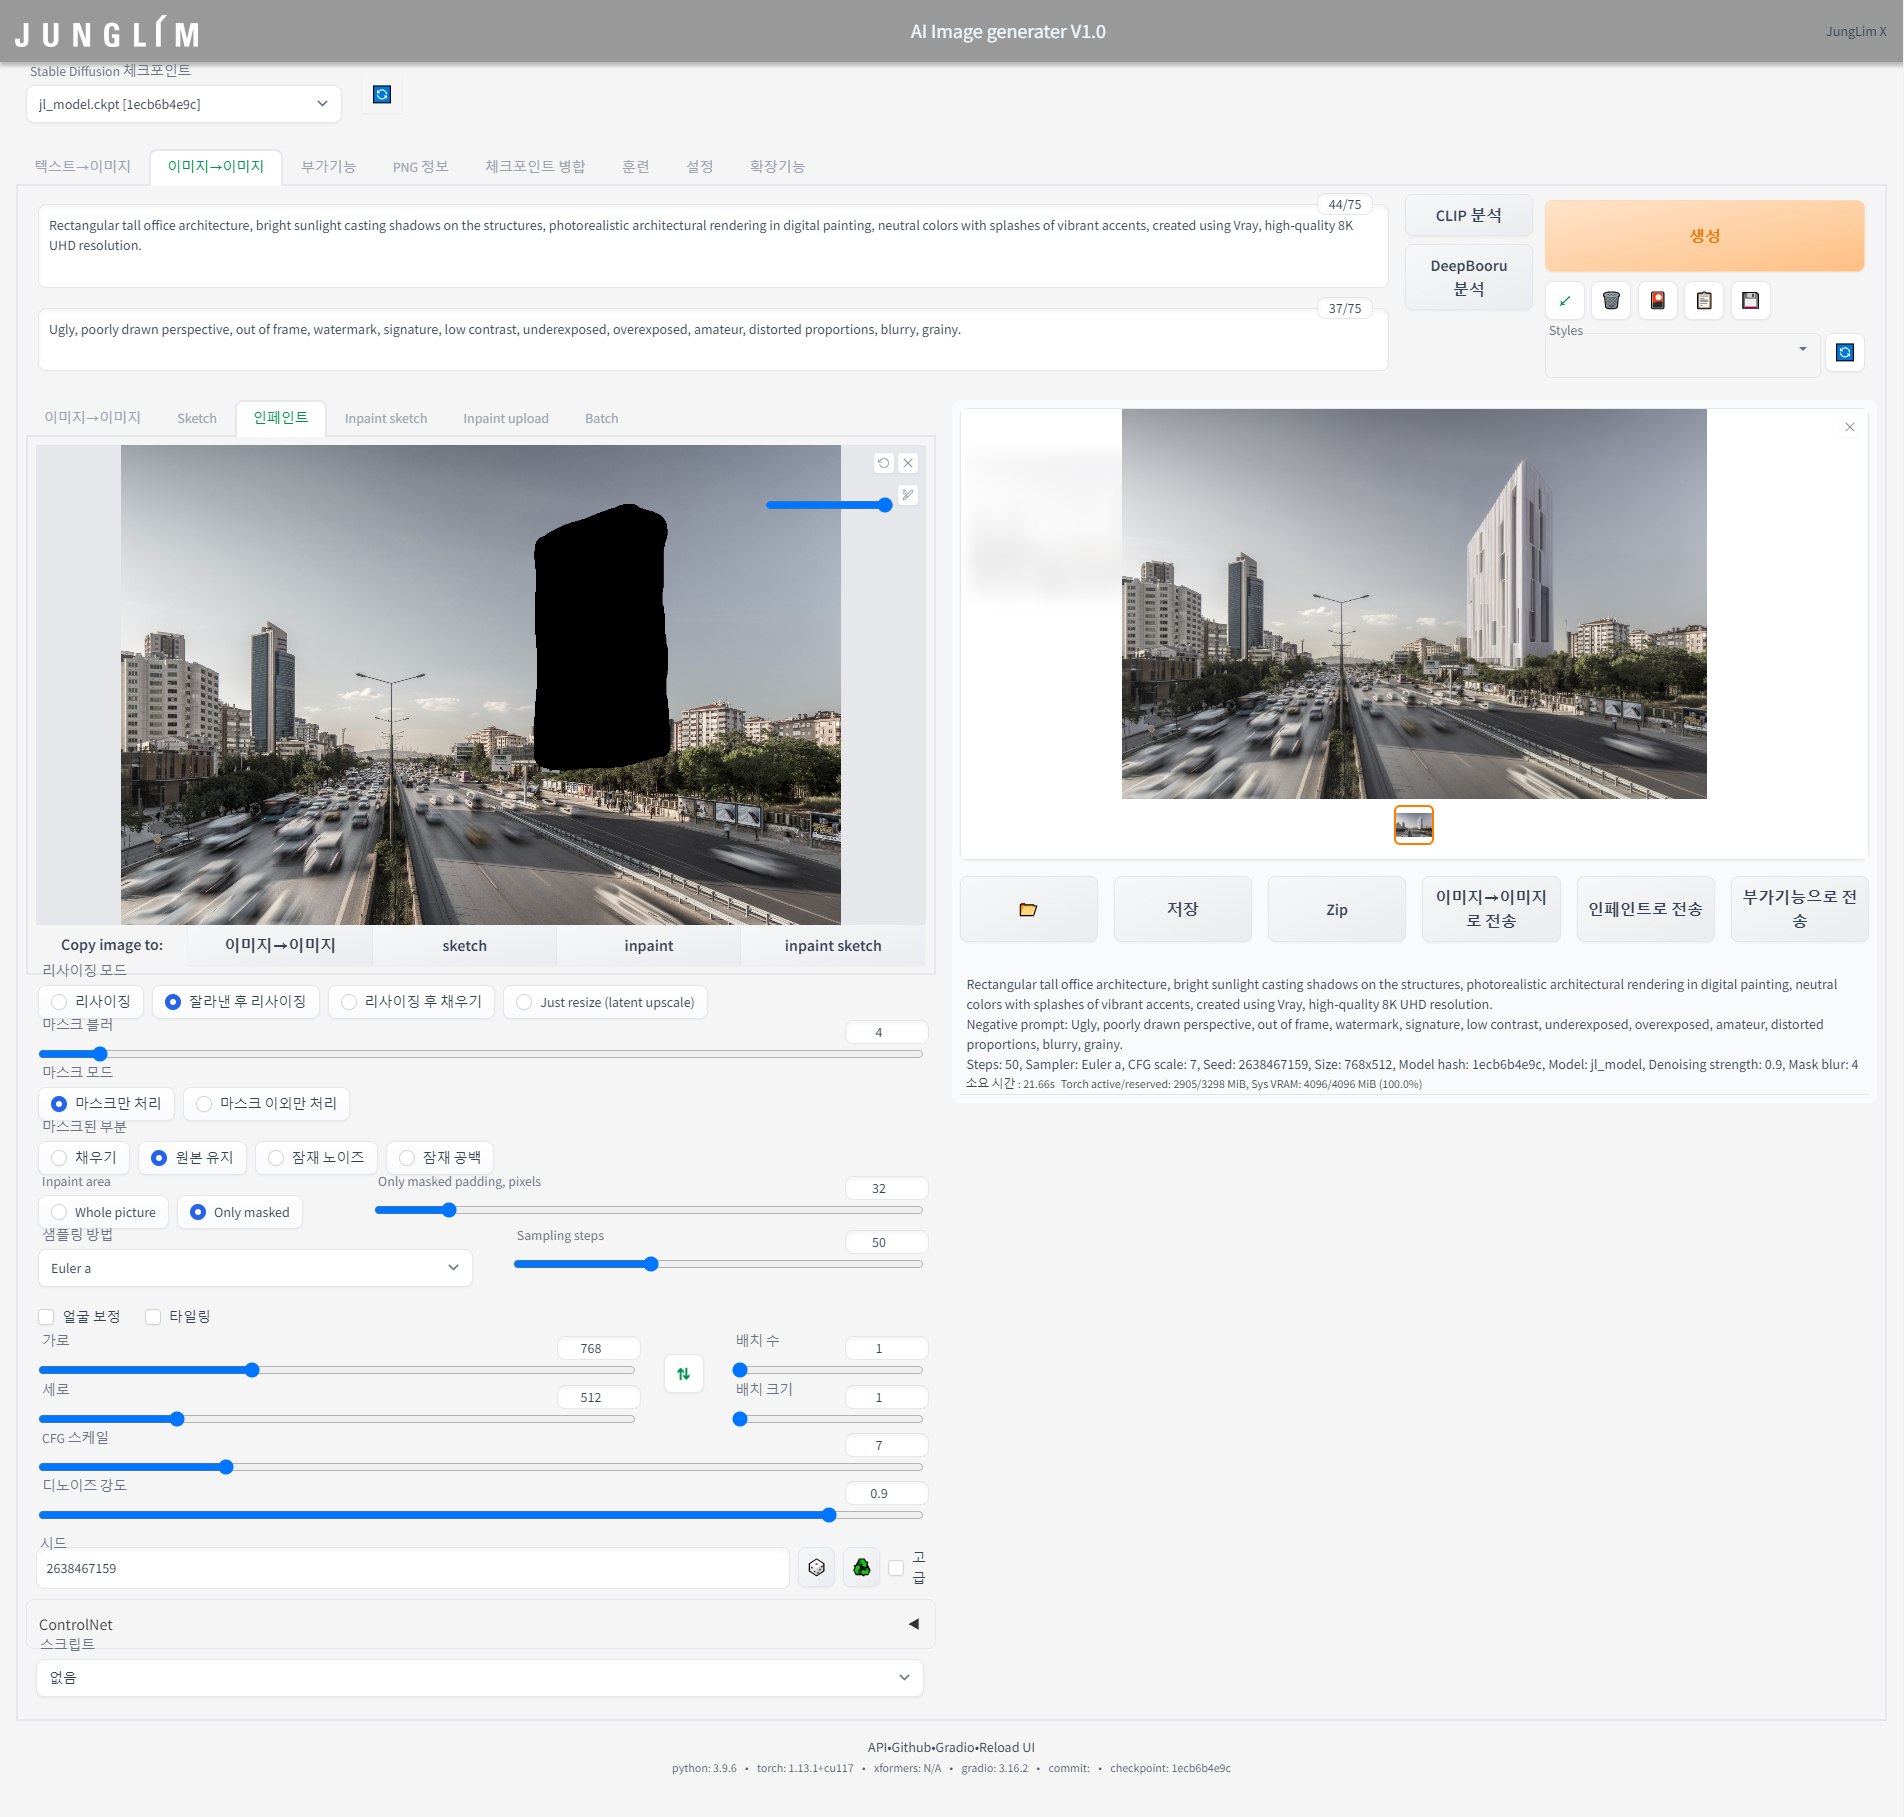 JUNGLIM
AI Image generater V1.0
JungLim X
Stable Diffusion 체크포인트
jl_model.ckpt [1ecb6b4e9c]
텍스트→이미지
이미지→이미지
부가기능
PNG 정보
체크포인트 병합
훈련
설정
확장기능
44/75
Rectangular tall office architecture, bright sunlight casting shadows on the structures, photorealistic architectural rendering in digital painting, neutral colors with splashes of vibrant accents, created using Vray, high-quality 8K
UHD resolution.
37/75
Ugly, poorly drawn perspective, out of frame, watermark, signature, low contrast, underexposed, overexposed, amateur, distorted proportions, blurry, grainy.
CLIP 분석
DeepBooru
분석
생성
Styles
이미지→이미지
Sketch
인페인트
Inpaint sketch
Inpaint upload
Batch
Copy image to:
이미지→이미지
sketch
inpaint
inpaint sketch
리사이징 모드
리사이징
잘라낸 후 리사이징
리사이징 후 채우기
Just resize (latent upscale)
마스크 블러
4
마스크 모드
마스크만 처리
마스크 이외만 처리
마스크된 부분
채우기
원본 유지
잠재 노이즈
잠재 공백
Inpaint area
Whole picture
Only masked
Only masked padding, pixels
32
샘플링 방법
Euler a
Sampling steps
50
얼굴 보정
타일링
가로
768
세로
512
배치 수
1
배치 크기
1
CFG 스케일
7
디노이즈 강도
0.9
시드
2638467159
고
급
ControlNet
스크립트
없음
저장
Zip
이미지→이미지
로 전송
인페인트로 전송
부가기능으로 전
송
Rectangular tall office architecture, bright sunlight casting shadows on the structures, photorealistic architectural rendering in digital painting, neutral
colors with splashes of vibrant accents, created using Vray, high-quality 8K UHD resolution.
Negative prompt: Ugly, poorly drawn perspective, out of frame, watermark, signature, low contrast, underexposed, overexposed, amateur, distorted
proportions, blurry, grainy.
Steps: 50, Sampler: Euler a, CFG scale: 7, Seed: 2638467159, Size: 768x512, Model hash: 1ecb6b4e9c, Model: jl_model, Denoising strength: 0.9, Mask blur: 4
소요 시간 : 21.66s Torch active/reserved: 2905/3298 MiB, Sys VRAM: 4096/4096 MiB (100.0%)
API•Github•Gradio•Reload UI
python: 3.9.6 • torch: 1.13.1+cu117 • xformers: N/A • gradio: 3.16.2 • commit: • checkpoint: 1ecb6b4e9c